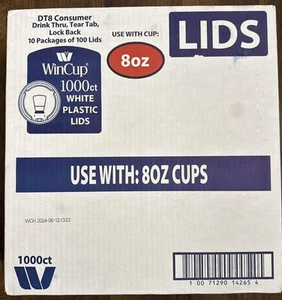 DT8 Consumer
Drink Thru, Tear Tab,
Lock Back
10 Packages of 100 Lids
USE WITH CUP:
8oz
LIDS
WinCup®
1000ct
WHITE
PLASTIC
LIDS
USE WITH: 8OZ CUPS
1000ct
W
1 00 71290 14265 4